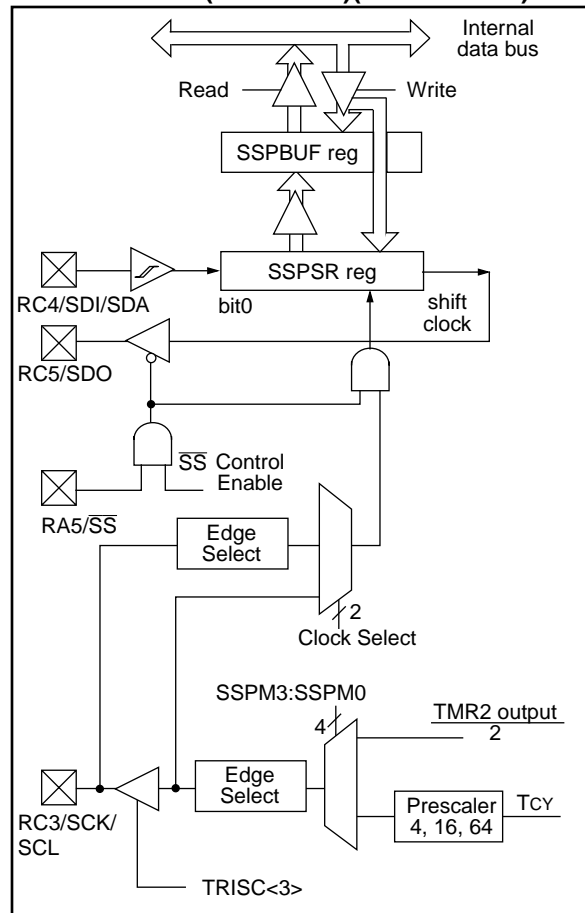 Internal
data bus
Read
Write
SSPBUF reg
SSPSR reg
RC4/SDI/SDA
bit0
shift
clock
RC5/SDO
SS Control
Enable
RA5/SS
Edge
Select
2
Clock Select
SSPM3:SSPM0
4
TMR2 output
2
Edge
Select
Prescaler
4, 16, 64
TCY
RC3/SCK/
SCL
TRISC<3>